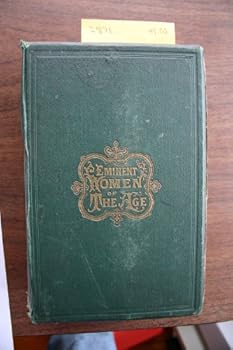 EMINENT
WOMEN
OF
THE AGE